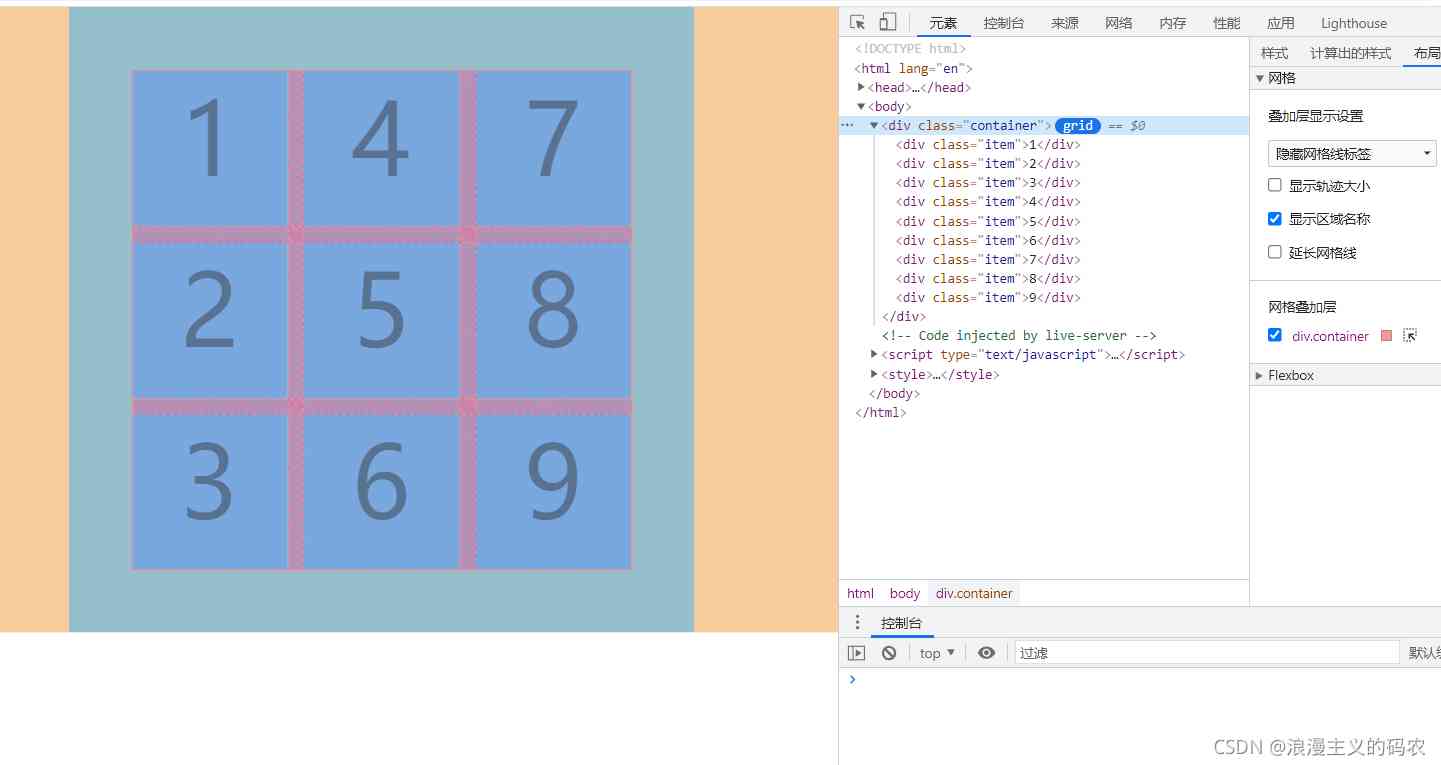 1 4 7
2 5 8
3 6 9
元素 控制台 来源 网络 内存 性能 应用 Lighthouse
<!DOCTYPE html>
<html lang="en">
<head>…</head>
<body>
<div class="container"> grid == $0
<div class="item">1</div>
<div class="item">2</div>
<div class="item">3</div>
<div class="item">4</div>
<div class="item">5</div>
<div class="item">6</div>
<div class="item">7</div>
<div class="item">8</div>
<div class="item">9</div>
</div>
<!-- Code injected by live-server -->
<script type="text/javascript">…</script>
<style>…</style>
</body>
</html>
html body div.container
样式 计算出的样式 布局
网格
叠加层显示设置
隐藏网格线标签
显示轨迹大小
显示区域名称
延长网格线
网格叠加层
div.container
Flexbox
控制台
top 过滤 默认
CSDN @浪漫主义的码农